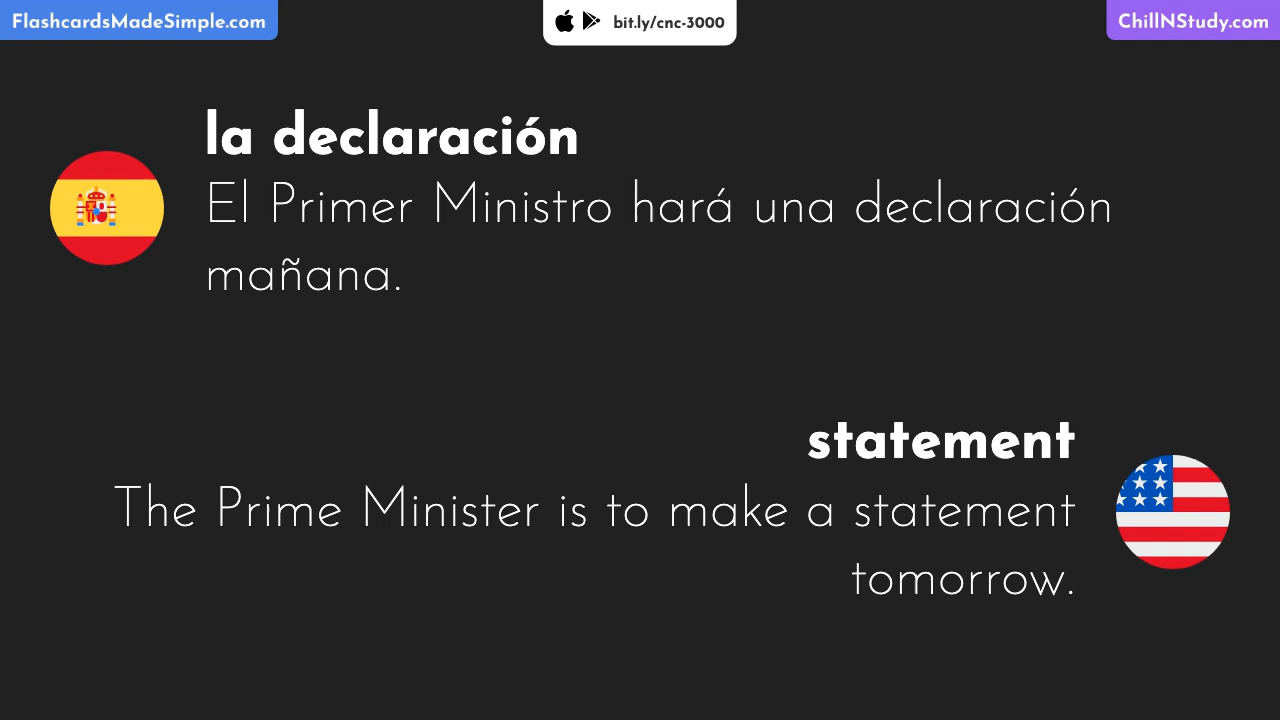 FlashcardsMadeSimple.com
bit.ly/cnc-3000
ChillNStudy.com
la declaración
El Primer Ministro hará una declaración
mañana.
statement
The Prime Minister is to make a statement
tomorrow.